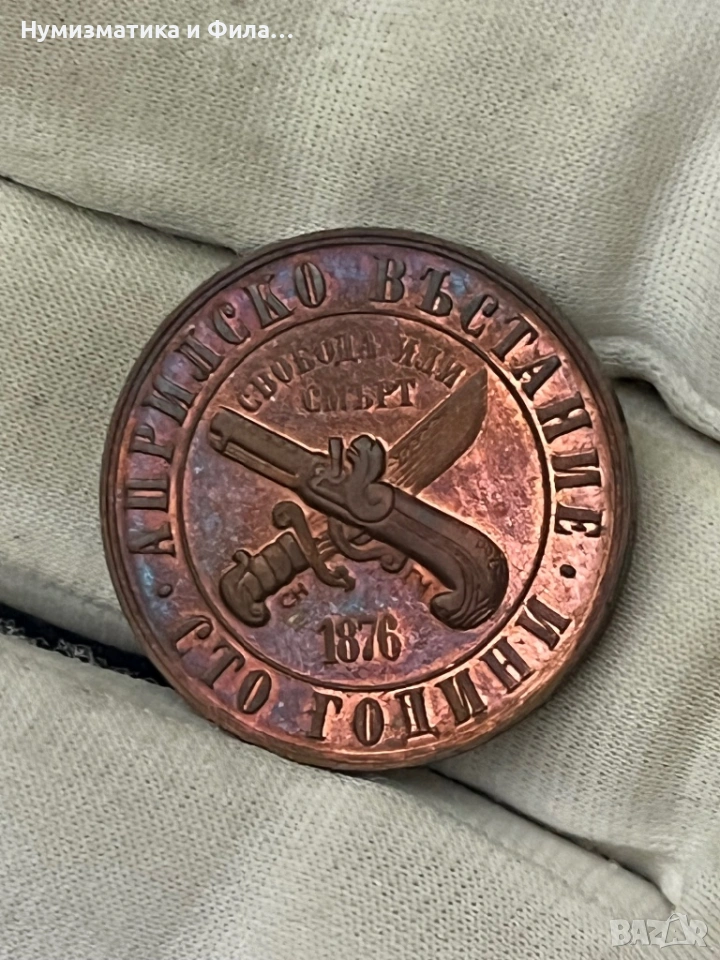 Нумизматика и Фила...
АПРИЛСКО ВЪСТАНИЕ
СВОБОДА ИЛИ
СМЪРТ
1876
· СТО ГОДИНИ ·
BAZAR